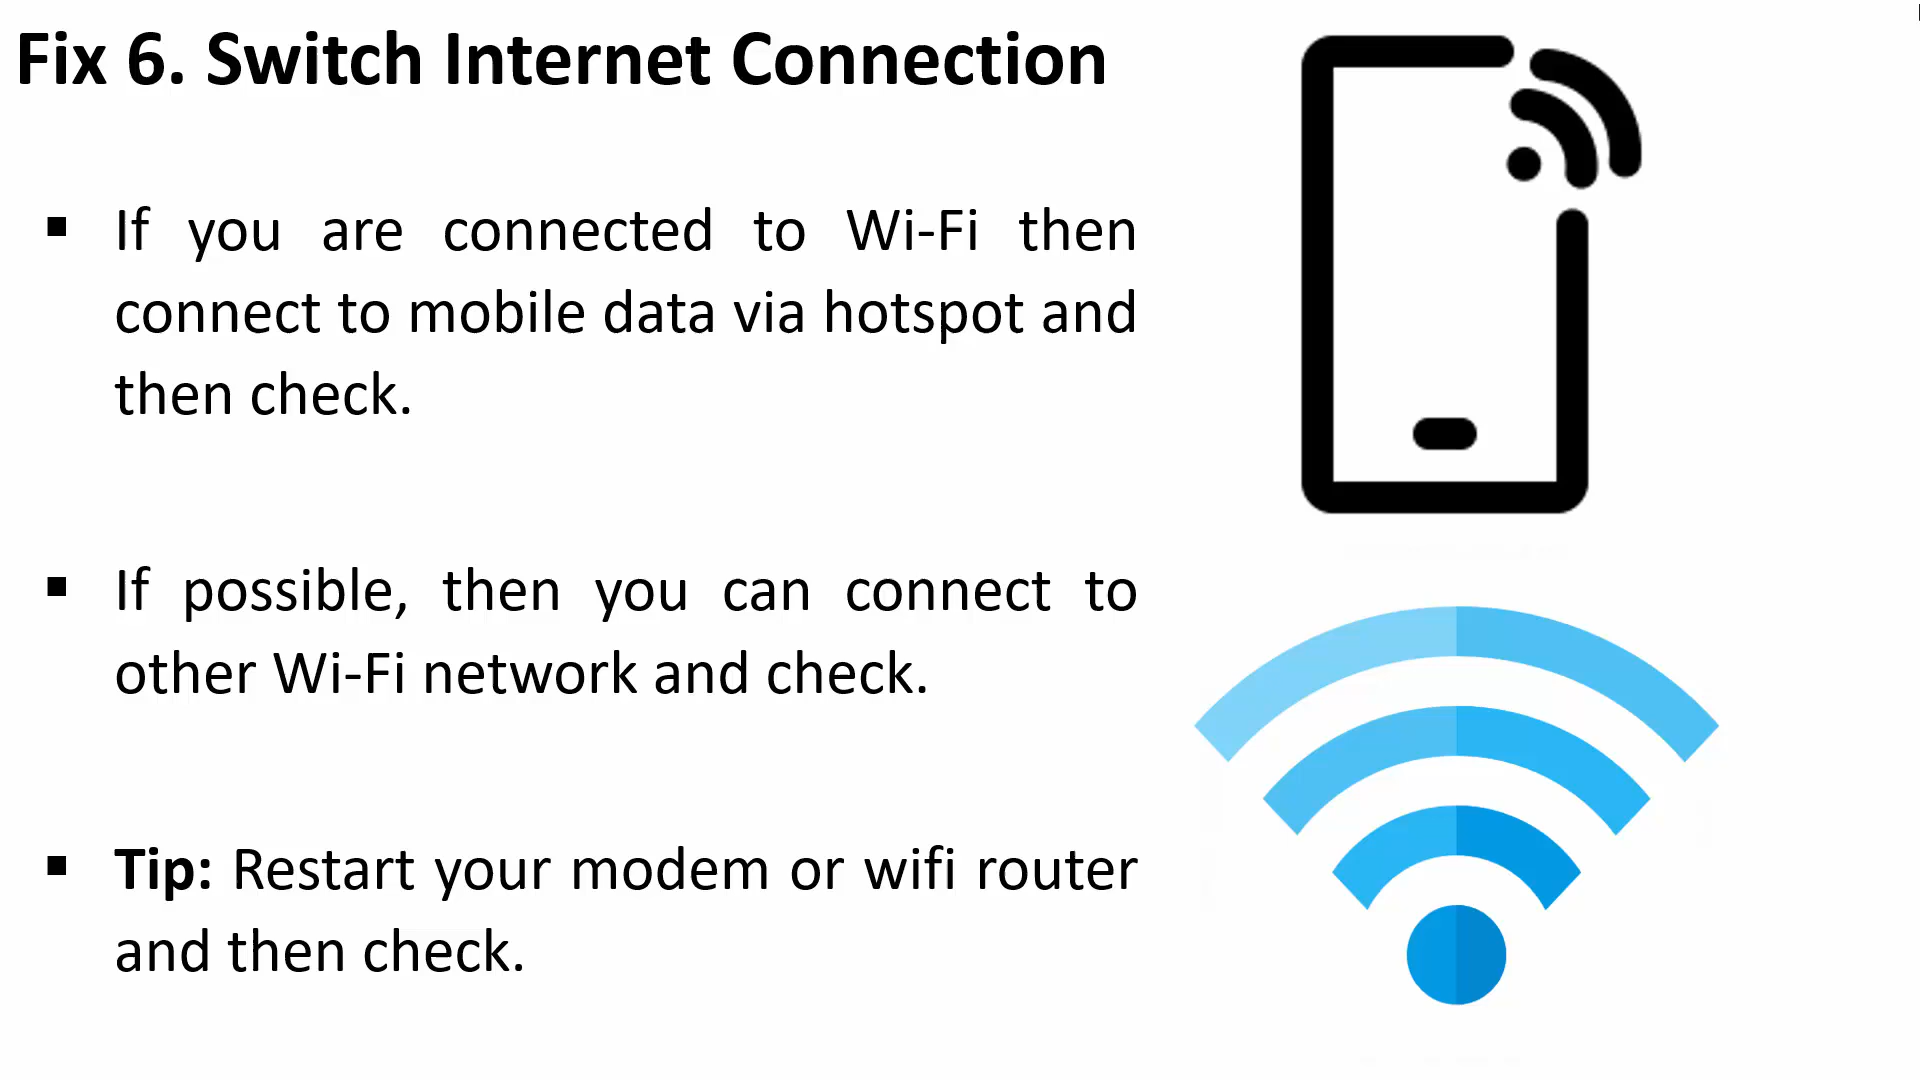 Fix 6. Switch Internet Connection
▪ If you are connected to Wi-Fi then
connect to mobile data via hotspot and
then check.
▪ If possible, then you can connect to
other Wi-Fi network and check.
▪ Tip: Restart your modem or wifi router
and then check.